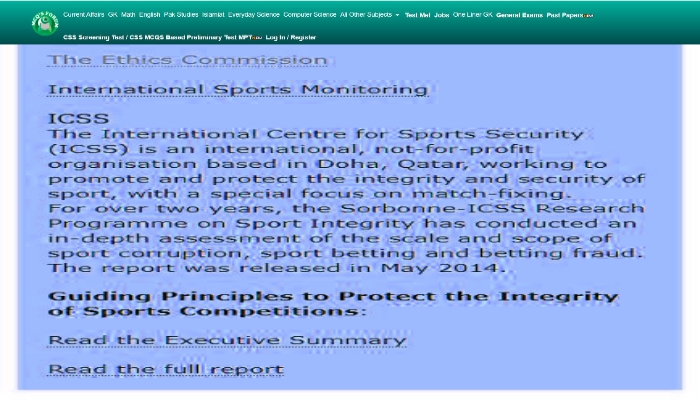 Current Affairs GK Math English Pak Studies Islamiat Everyday Science Computer Science All Other Subjects Test Mei Jobs One Liner GK General Exams Past Papers
CSS Screening Test / CSS MCQS Based Preliminary Test MPT Log In / Register
The Ethics Commission
International Sports Monitoring
ICSS
The International Centre for Sports Security
(ICSS) is an international, not-for-profit
organisation based in Doha, Qatar, working to
promote and protect the integrity and security of
sport, with a special focus on match-fixing.
For over two years, the Sorbonne-ICSS Research
Programme on Sport Integrity has conducted an
in-depth assessment of the scale and scope of
sport corruption, sport betting and betting fraud.
The report was released in May 2014.
Guiding Principles to Protect the Integrity
of Sports Competitions:
Read the Executive Summary
Read the full report